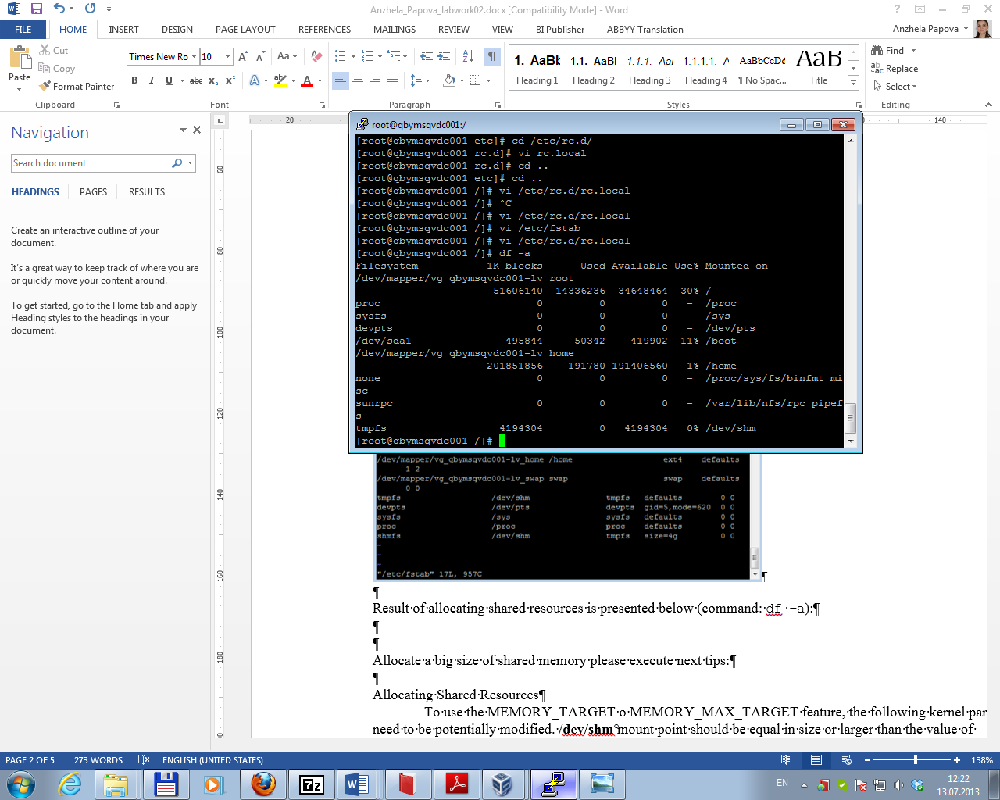 Anzhela_Papova_labwork02.docx [Compatibility Mode] - Word
FILE HOME INSERT DESIGN PAGE LAYOUT REFERENCES MAILINGS REVIEW VIEW BI Publisher ABBYY Translation Anzhela Papova
Paste Cut Copy Format Painter
Times New Ro 10
1. AaBb 1.1. AaBl 1.1.1. Aa 1.1.1.1. A AaBbCcDd AaB
Heading 1 Heading 2 Heading 3 Heading 4 ¶ No Spac... Title
Find Replace Select
Clipboard Font Paragraph Styles Editing
Navigation
Search document
HEADINGS PAGES RESULTS
Create an interactive outline of your
document.
It's a great way to keep track of where you are
or quickly move your content around.
To get started, go to the Home tab and apply
Heading styles to the headings in your
document.
20 140
60
80
100
120
140
160
180
root@qbymsqvdc001:/
[root@qbymsqvdc001 etc]# cd /etc/rc.d/
[root@qbymsqvdc001 rc.d]# vi rc.local
[root@qbymsqvdc001 rc.d]# cd ..
[root@qbymsqvdc001 etc]# cd ..
[root@qbymsqvdc001 /]# vi /etc/rc.d/rc.local
[root@qbymsqvdc001 /]# ^C
[root@qbymsqvdc001 /]# vi /etc/rc.d/rc.local
[root@qbymsqvdc001 /]# vi /etc/fstab
[root@qbymsqvdc001 /]# vi /etc/rc.d/rc.local
[root@qbymsqvdc001 /]# df -a
Filesystem 1K-blocks Used Available Use% Mounted on
/dev/mapper/vg_qbymsqvdc001-lv_root
51606140 14336236 34648464 30% /
proc 0 0 0 - /proc
sysfs 0 0 0 - /sys
devpts 0 0 0 - /dev/pts
/dev/sda1 495844 50342 419902 11% /boot
/dev/mapper/vg_qbymsqvdc001-lv_home
201851856 191780 191406560 1% /home
none 0 0 0 - /proc/sys/fs/binfmt_mi
sc
sunrpc 0 0 0 - /var/lib/nfs/rpc_pipef
s
tmpfs 4194304 0 4194304 0% /dev/shm
[root@qbymsqvdc001 /]#
/dev/mapper/vg_qbymsqvdc001-lv_home /home ext4 defaults
1 2
/dev/mapper/vg_qbymsqvdc001-lv_swap swap swap defaults
0 0
tmpfs /dev/shm tmpfs defaults 0 0
devpts /dev/pts devpts gid=5,mode=620 0 0
sysfs /sys sysfs defaults 0 0
proc /proc proc defaults 0 0
shmfs /dev/shm tmpfs size=4g 0 0
~
~
~
"/etc/fstab" 17L, 957C
¶
¶
Result·of·allocating·shared·resources·is·presented·below·(command:·df·-a):¶
¶
¶
Allocate·a·big·size·of·shared·memory·please·execute·next·tips:¶
¶
Allocating·Shared·Resources¶
To·use·the·MEMORY_TARGET·o·MEMORY_MAX_TARGET·feature,·the·following·kernel·par
need·to·be·potentially·modified.·/dev/shm°mount·point·should·be·equal·in·size·or·larger·than·the·value·of·
PAGE 2 OF 5 273 WORDS ENGLISH (UNITED STATES) 138%
EN 12:22
13.07.2013